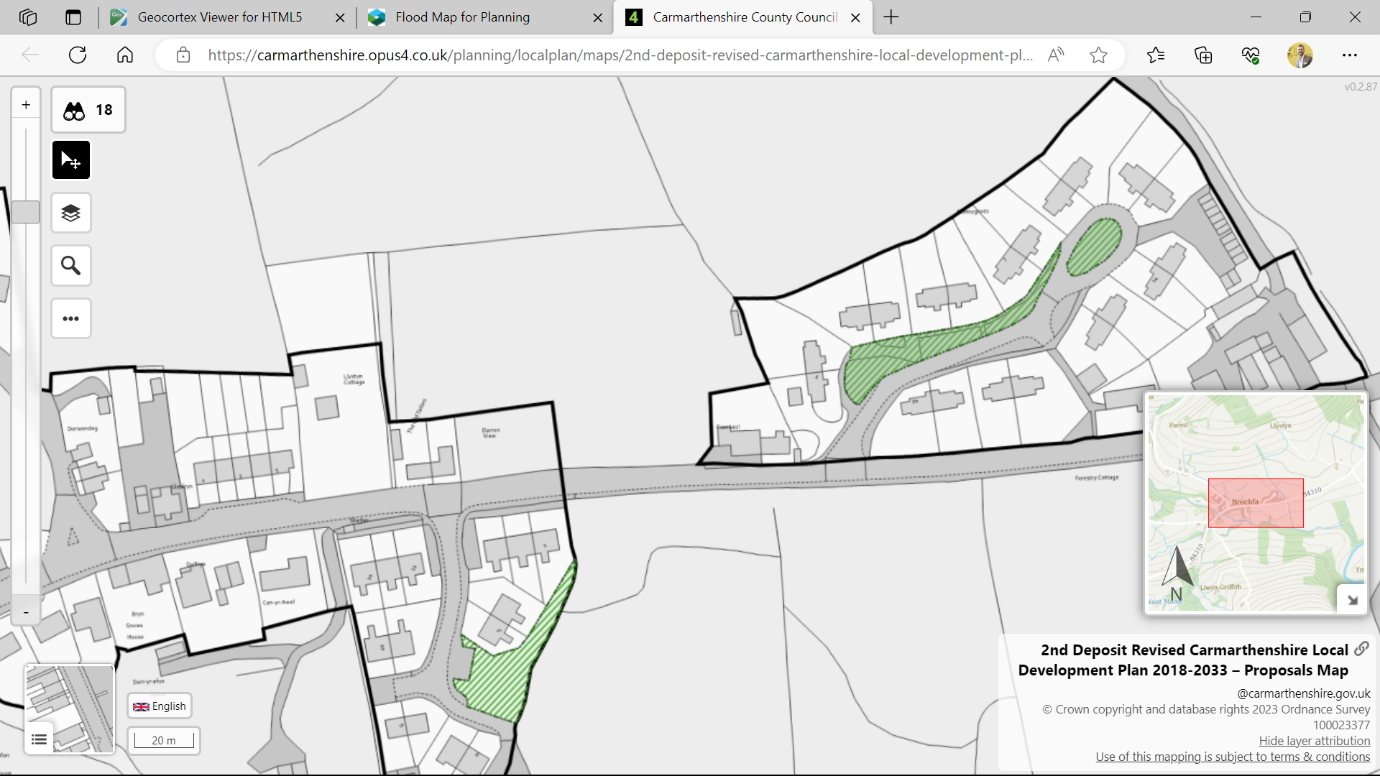 Geocortex Viewer for HTML5
Flood Map for Planning
4
Carmarthenshire County Council
https://carmarthenshire.opus4.co.uk/planning/localplan/maps/2nd-deposit-revised-carmarthenshire-local-development-pl...
v0.2.87
+
18
Llystyn
Cottage
Darren
View
Derwendeg
Forestry Cottage
Shelter
Can-yr-Awel
Bryn
Stores
House
-
Llystyn
Brechfa
B4310
B4310
Llwyn Griffith
N
English
20 m
2nd Deposit Revised Carmarthenshire Local
Development Plan 2018-2033 – Proposals Map
@carmarthenshire.gov.uk
© Crown copyright and database rights 2023 Ordnance Survey
100023377
Hide layer attribution
Use of this mapping is subject to terms & conditions